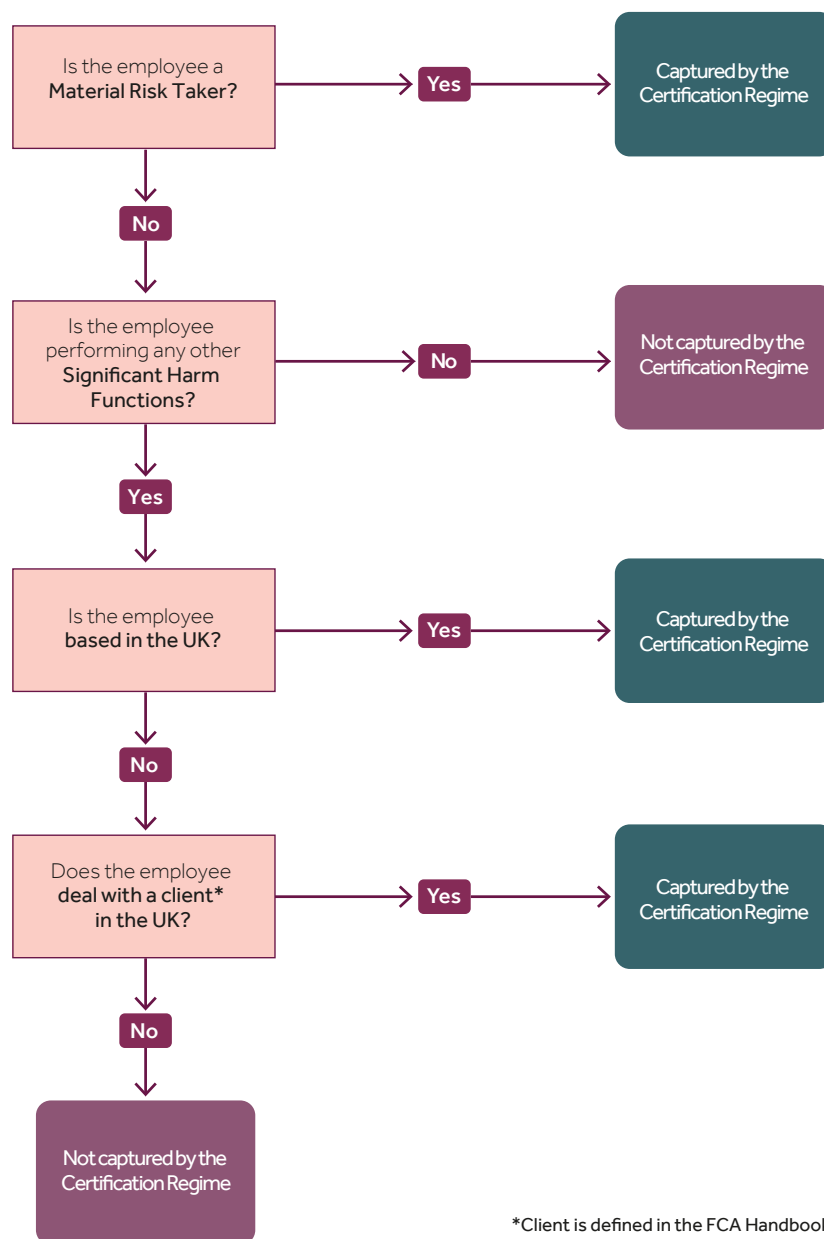 Is the employee a
Material Risk Taker?
Yes
Captured by the
Certification Regime
No
Is the employee
performing any other
Significant Harm
Functions?
No
Not captured by the
Certification Regime
Yes
Is the employee
based in the UK?
Yes
Captured by the
Certification Regime
No
Does the employee
deal with a client*
in the UK?
Yes
Captured by the
Certification Regime
No
Not captured by the
Certification Regime
*Client is defined in the FCA Handbook